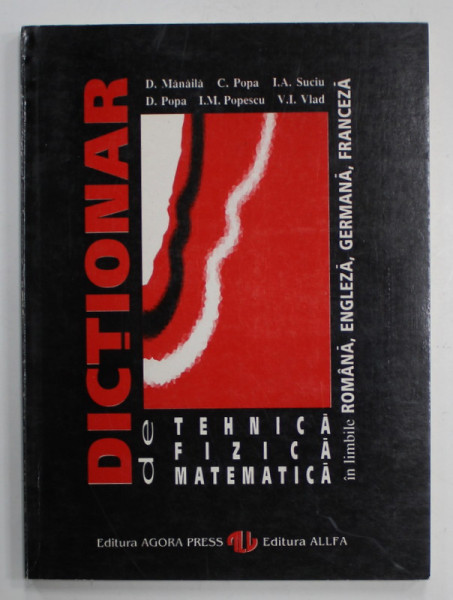 D. Mănăilă C. Popa I.A. Suciu
D. Popa I.M. Popescu V.I. Vlad
DICȚIONAR
de
TEHNICĂ
FIZICĂ
MATEMATICĂ
în limbile ROMÂNĂ, ENGLEZĂ, GERMANĂ, FRANCEZĂ
Editura AGORA PRESS Editura ALLFA